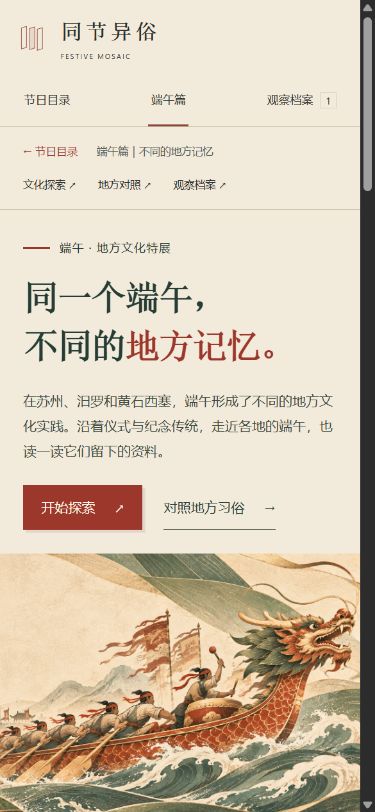 同节异俗
FESTIVE MOSAIC
节日目录 端午篇 观察档案 1
← 节日目录 端午篇 | 不同的地方记忆
文化探索 ↗ 地方对照 ↗ 观察档案 ↗
端午 · 地方文化特展
同一个端午，
不同的地方记忆。
在苏州、汨罗和黄石西塞，端午形成了不同的地方文
化实践。沿着仪式与纪念传统，走近各地的端午，也
读一读它们留下的资料。
开始探索 ↗ 对照地方习俗 →